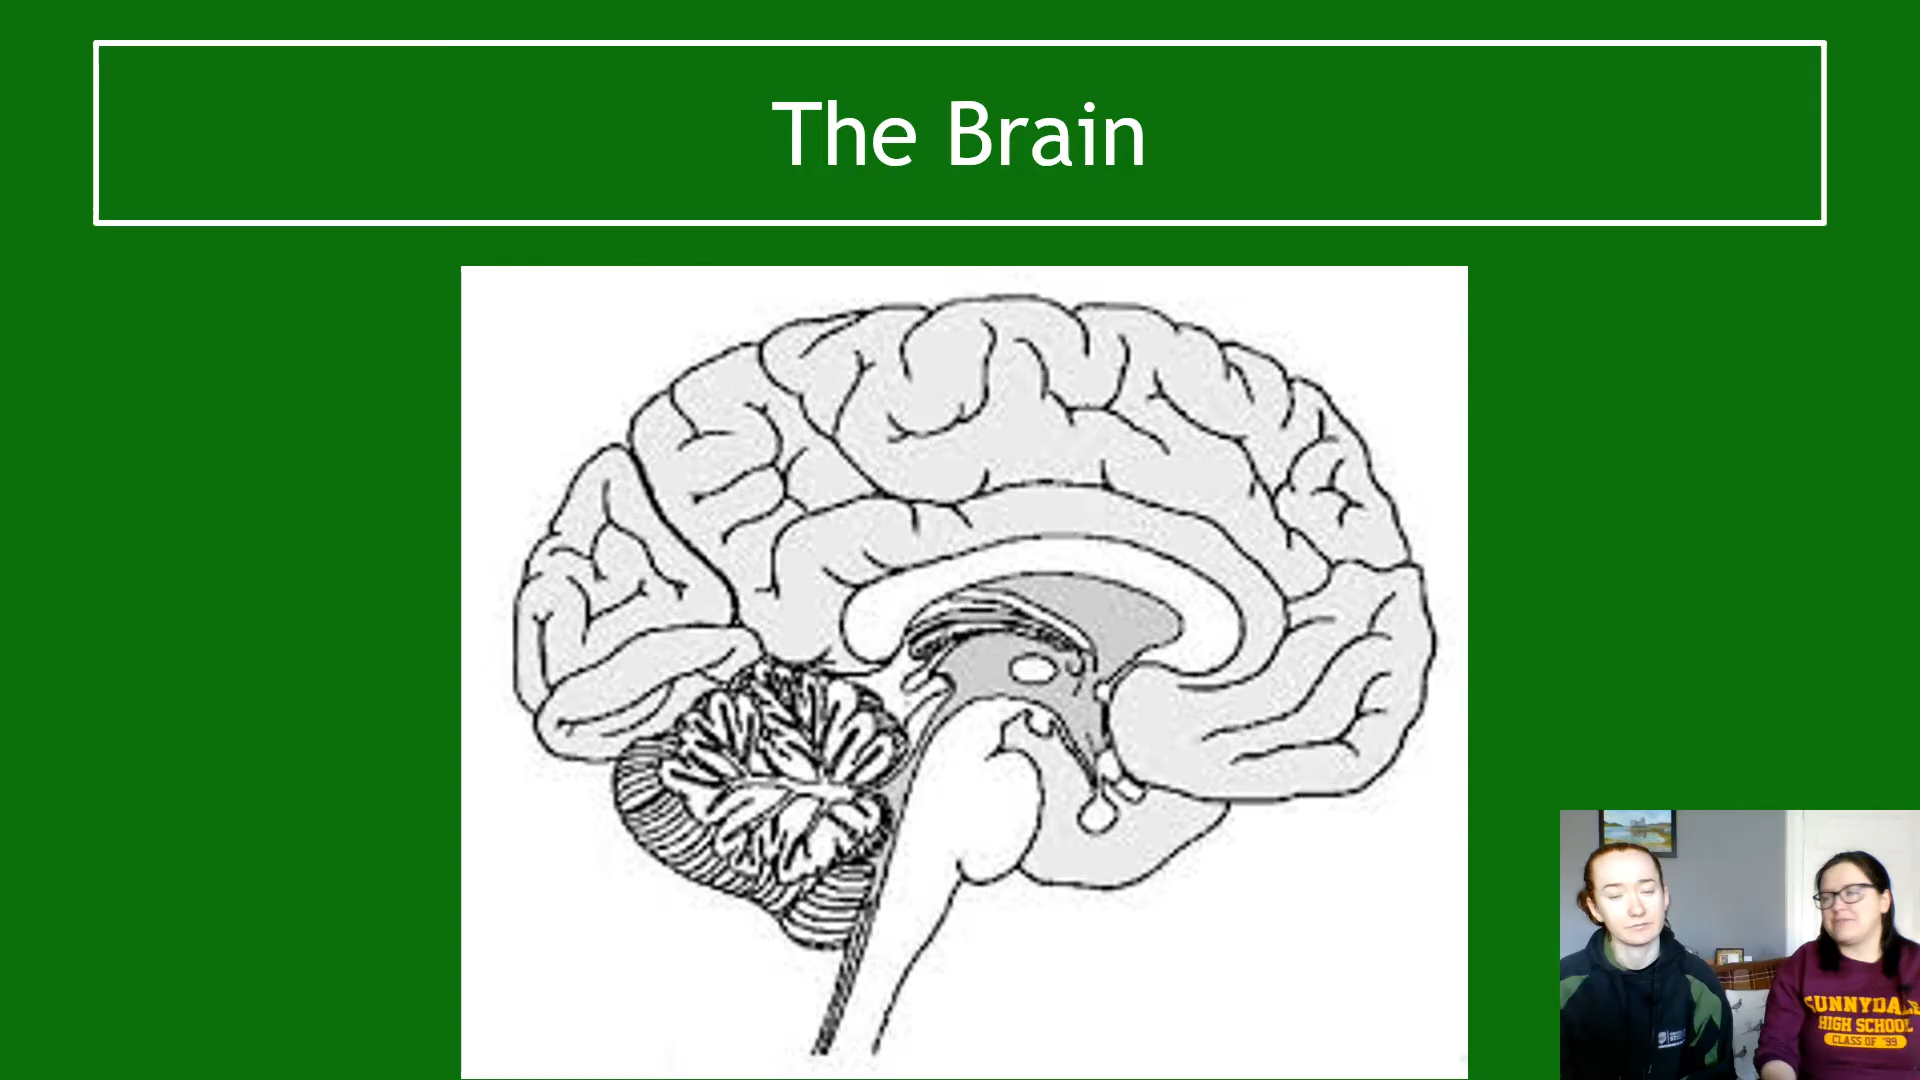 The Brain
SUNNYDALE
HIGH SCHOOL
CLASS OF '99